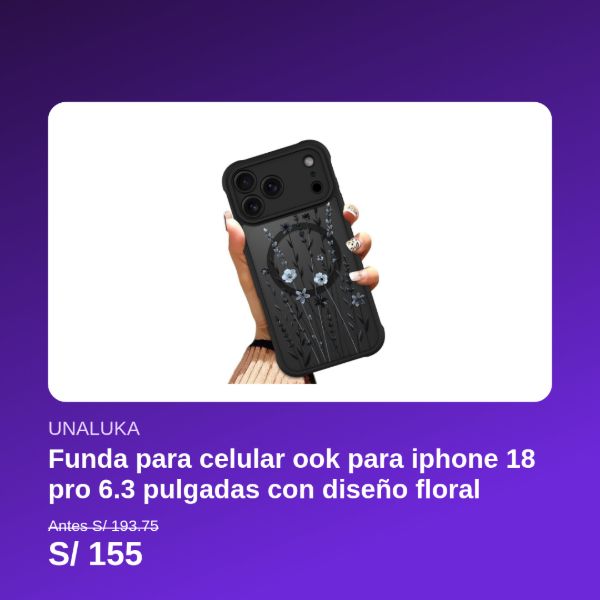 UNALUKA
Funda para celular ook para iphone 18
pro 6.3 pulgadas con diseño floral
Antes S/ 193.75
S/ 155